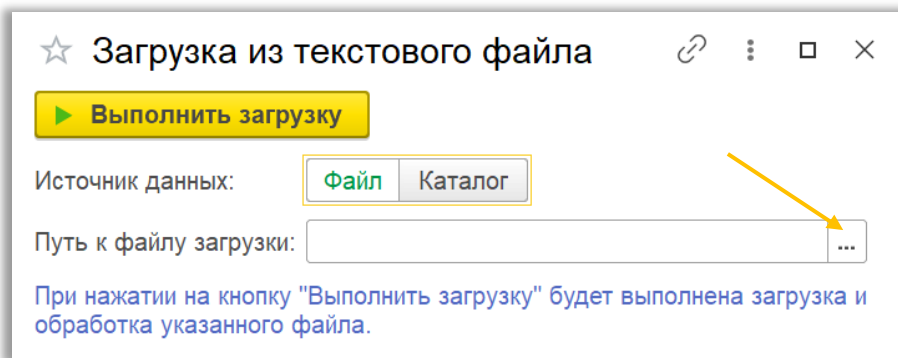 Загрузка из текстового файла
Выполнить загрузку
Источник данных: Файл Каталог
Путь к файлу загрузки: ...
При нажатии на кнопку "Выполнить загрузку" будет выполнена загрузка и
обработка указанного файла.